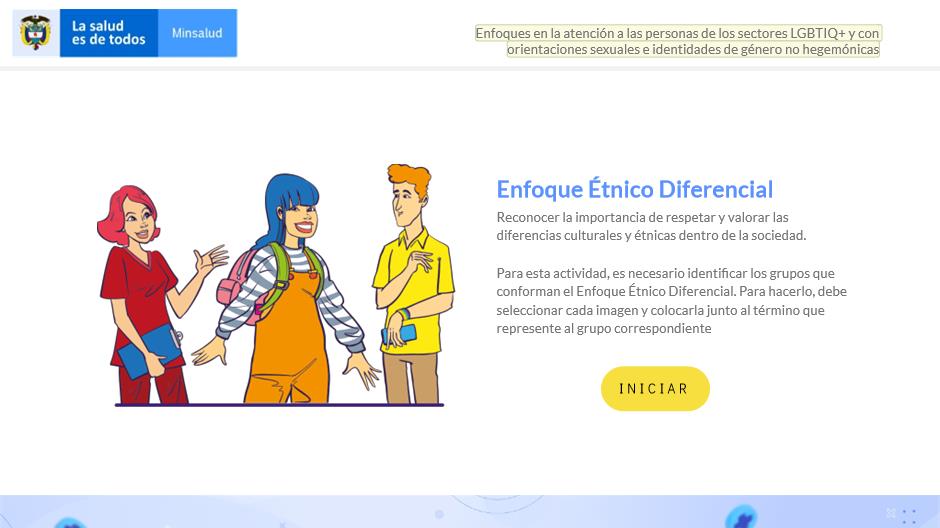 La salud
es de todos
Minsalud
Enfoques en la atención a las personas de los sectores LGBTIQ+ y con
orientaciones sexuales e identidades de género no hegemónicas
Enfoque Étnico Diferencial
Reconocer la importancia de respetar y valorar las
diferencias culturales y étnicas dentro de la sociedad.
Para esta actividad, es necesario identificar los grupos que
conforman el Enfoque Étnico Diferencial. Para hacerlo, debe
seleccionar cada imagen y colocarla junto al término que
represente al grupo correspondiente
INICIAR